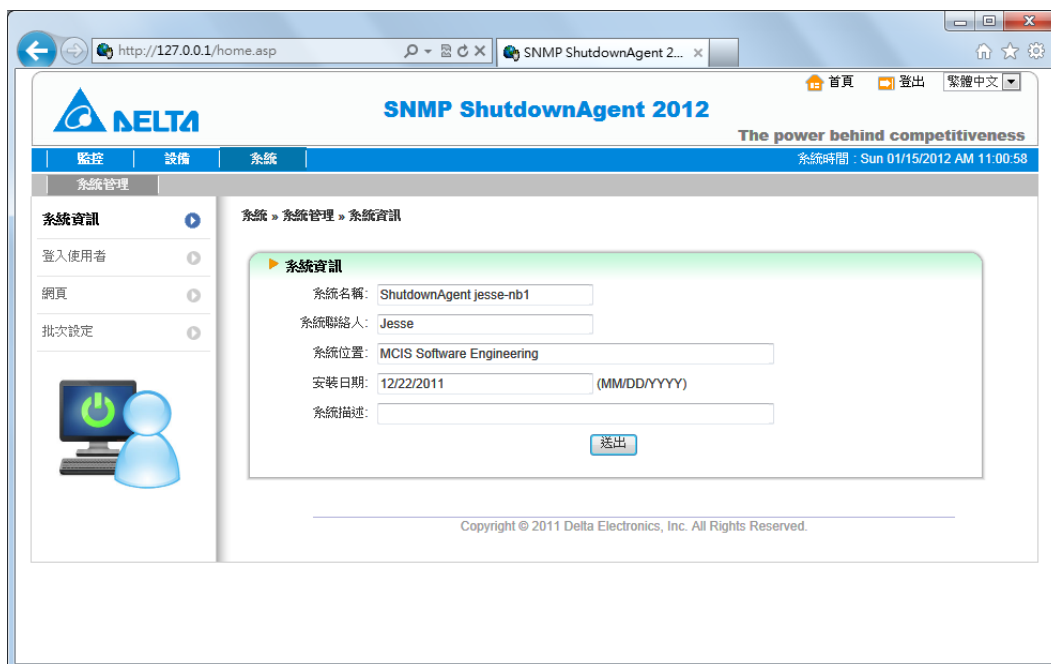 http://127.0.0.1/home.asp
SNMP ShutdownAgent 2...
首頁 登出 繁體中文
DELTA
SNMP ShutdownAgent 2012
The power behind competitiveness
監控 設備 系統 系統時間 : Sun 01/15/2012 AM 11:00:58
系統管理
系統資訊
登入使用者
網頁
批次設定
系統 » 系統管理 » 系統資訊
系統資訊
系統名稱: ShutdownAgent jesse-nb1
系統聯絡人: Jesse
系統位置: MCIS Software Engineering
安裝日期: 12/22/2011 (MM/DD/YYYY)
系統描述:
送出
Copyright © 2011 Delta Electronics, Inc. All Rights Reserved.